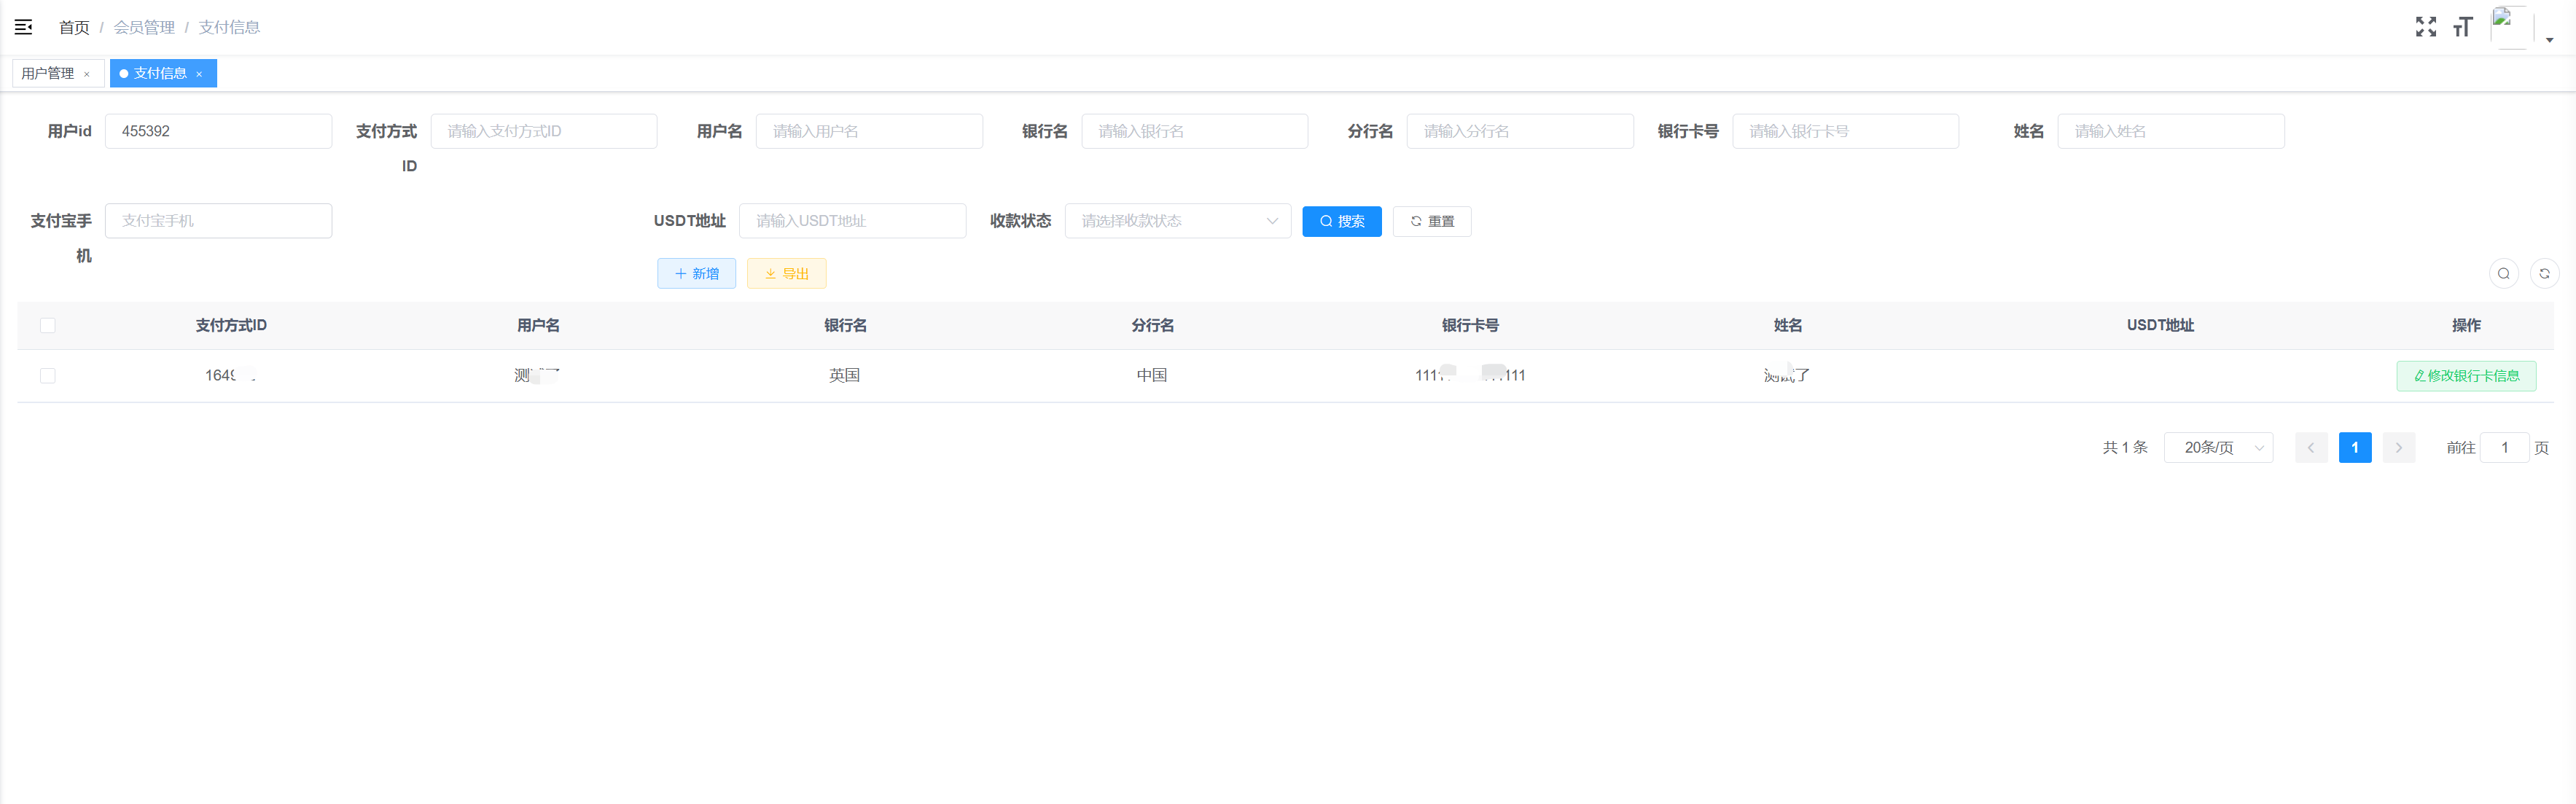 首页 / 会员管理 / 支付信息
用户管理 × 支付信息 ×
用户id 455392 支付方式ID 请输入支付方式ID 用户名 请输入用户名 银行名 请输入银行名 分行名 请输入分行名 银行卡号 请输入银行卡号 姓名 请输入姓名
支付宝手机 支付宝手机 USDT地址 请输入USDT地址 收款状态 请选择收款状态 搜索 重置
新增 导出
支付方式ID 用户名 银行名 分行名 银行卡号 姓名 USDT地址 操作
英国 中国 修改银行卡信息
共 1 条 20条/页 1 前往 1 页